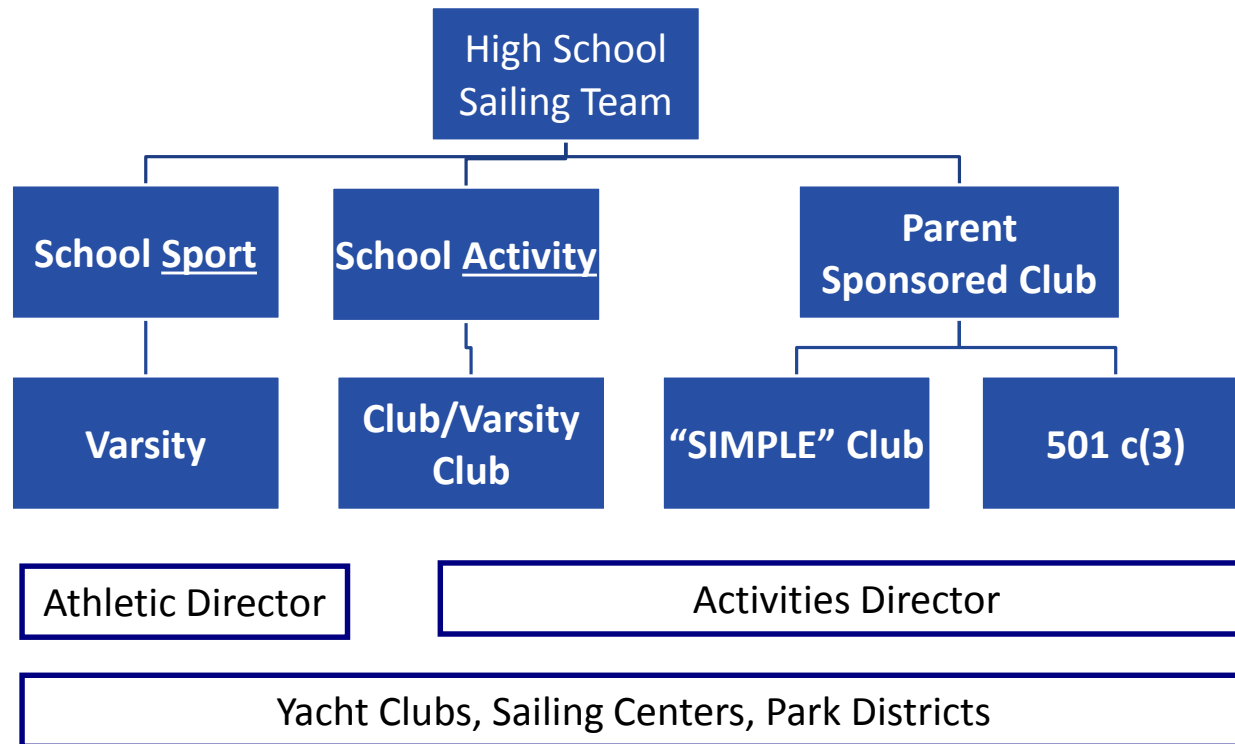 High School
Sailing Team
School Sport
School Activity
Parent
Sponsored Club
Varsity
Club/Varsity
Club
“SIMPLE” Club
501 c(3)
Athletic Director
Activities Director
Yacht Clubs, Sailing Centers, Park Districts